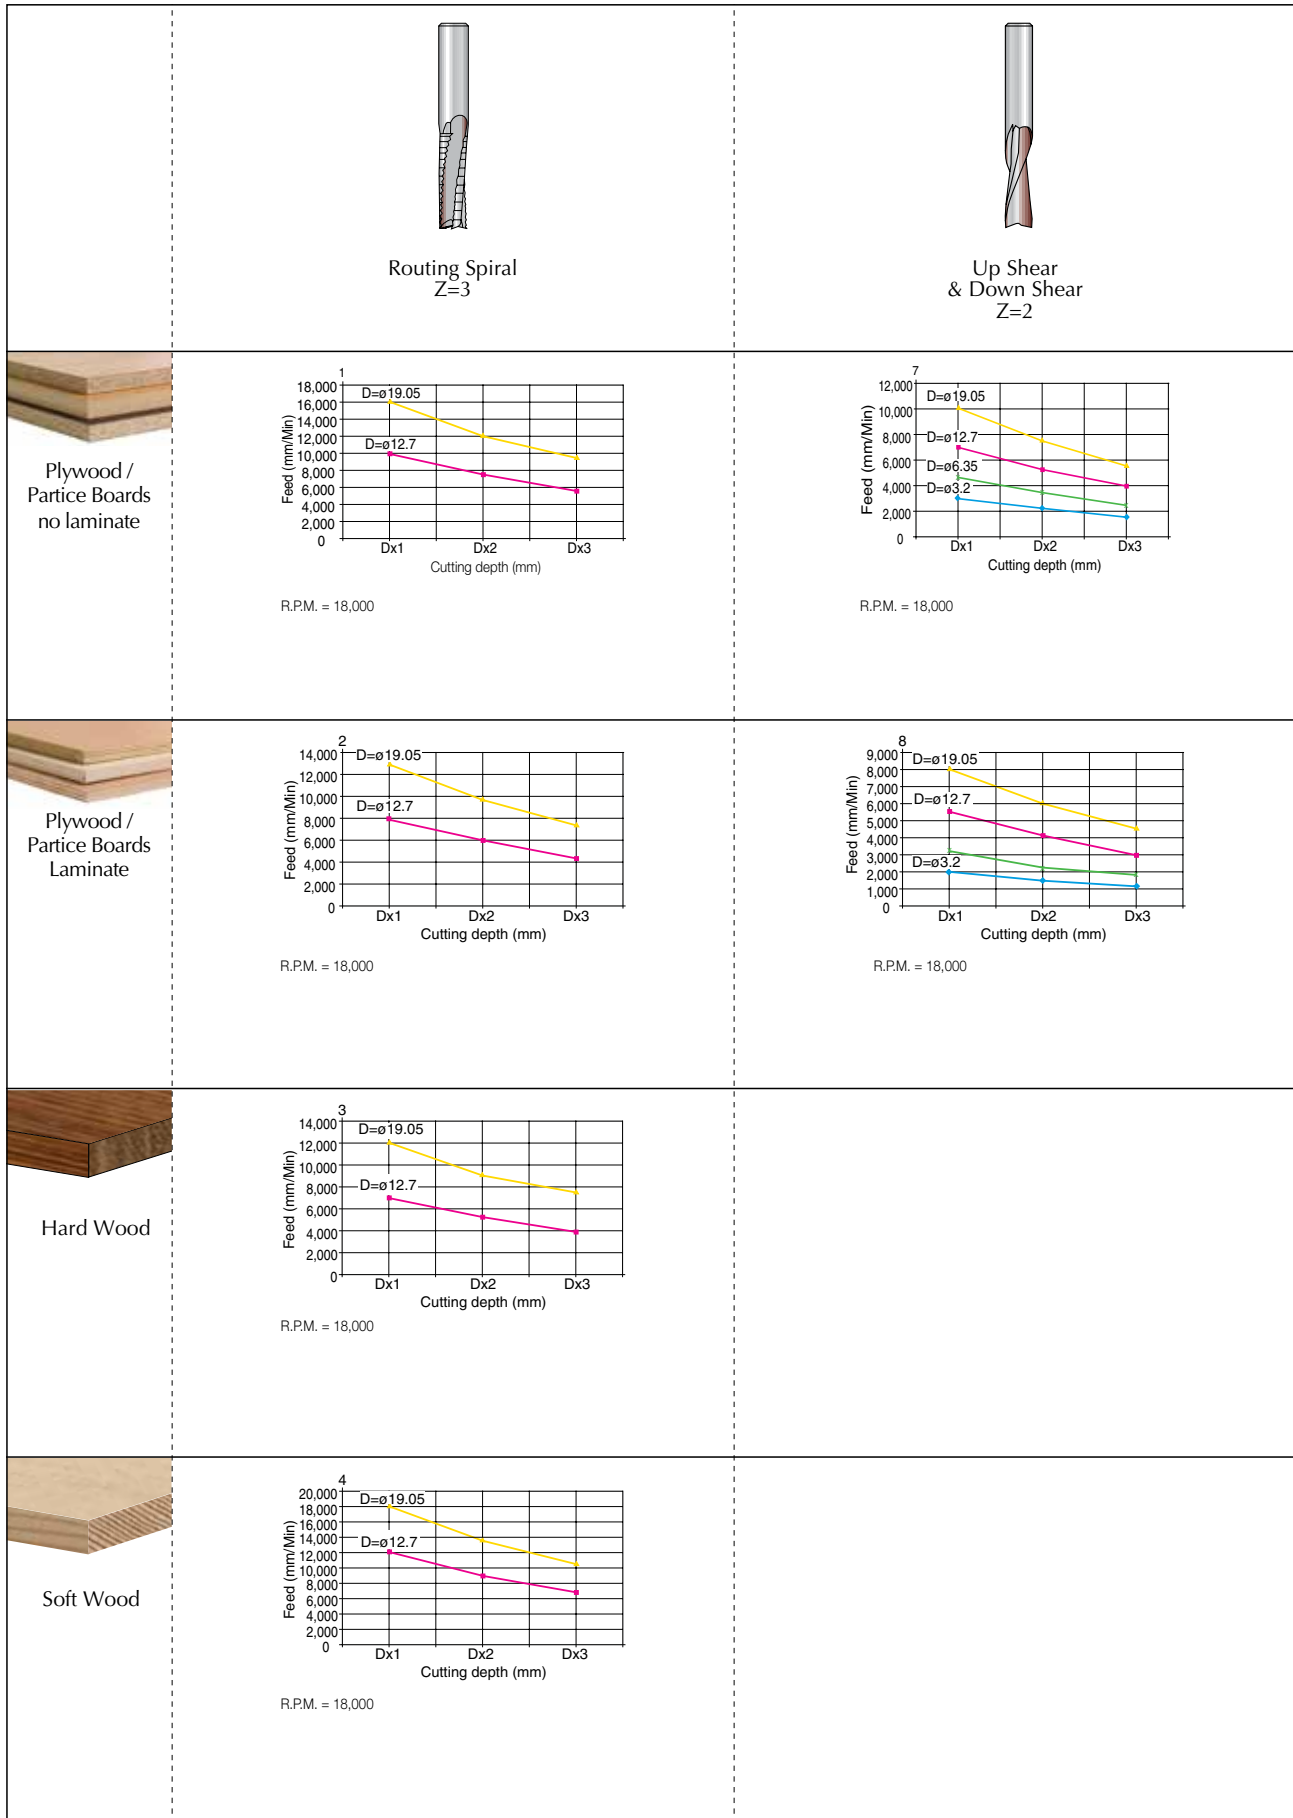 Routing Spiral
Z=3
Up Shear
& Down Shear
Z=2
Plywood /
Partice Boards
no laminate
1
18,000
16,000
14,000
12,000
10,000
8,000
6,000
4,000
2,000
0
Feed (mm/Min)
D=ø19.05
D=ø12.7
Dx1 Dx2 Dx3
Cutting depth (mm)
R.P.M. = 18,000
7
12,000
10,000
8,000
6,000
4,000
2,000
0
Feed (mm/Min)
D=ø19.05
D=ø12.7
D=ø6.35
D=ø3.2
Dx1 Dx2 Dx3
Cutting depth (mm)
R.P.M. = 18,000
Plywood /
Partice Boards
Laminate
2
14,000
12,000
10,000
8,000
6,000
4,000
2,000
0
Feed (mm/Min)
D=ø19.05
D=ø12.7
Dx1 Dx2 Dx3
Cutting depth (mm)
R.P.M. = 18,000
8
9,000
8,000
7,000
6,000
5,000
4,000
3,000
2,000
1,000
0
Feed (mm/Min)
D=ø19.05
D=ø12.7
D=ø3.2
Dx1 Dx2 Dx3
Cutting depth (mm)
R.P.M. = 18,000
Hard Wood
3
14,000
12,000
10,000
8,000
6,000
4,000
2,000
0
Feed (mm/Min)
D=ø19.05
D=ø12.7
Dx1 Dx2 Dx3
Cutting depth (mm)
R.P.M. = 18,000
Soft Wood
4
20,000
18,000
16,000
14,000
12,000
10,000
8,000
6,000
4,000
2,000
0
Feed (mm/Min)
D=ø19.05
D=ø12.7
Dx1 Dx2 Dx3
Cutting depth (mm)
R.P.M. = 18,000